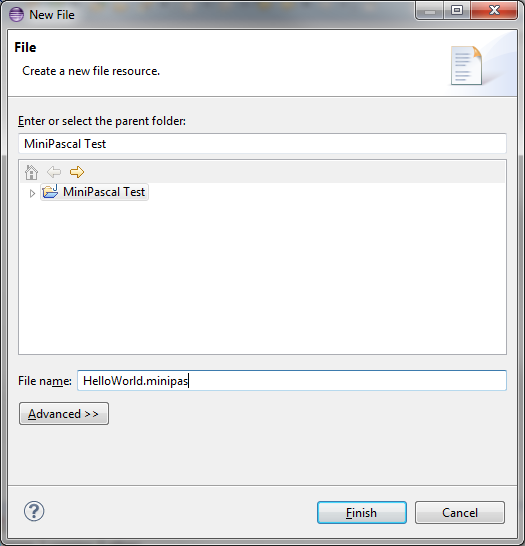 New File
File
Create a new file resource.
Enter or select the parent folder:
MiniPascal Test
MiniPascal Test
File name: HelloWorld.minipas
Advanced >>
? Finish Cancel